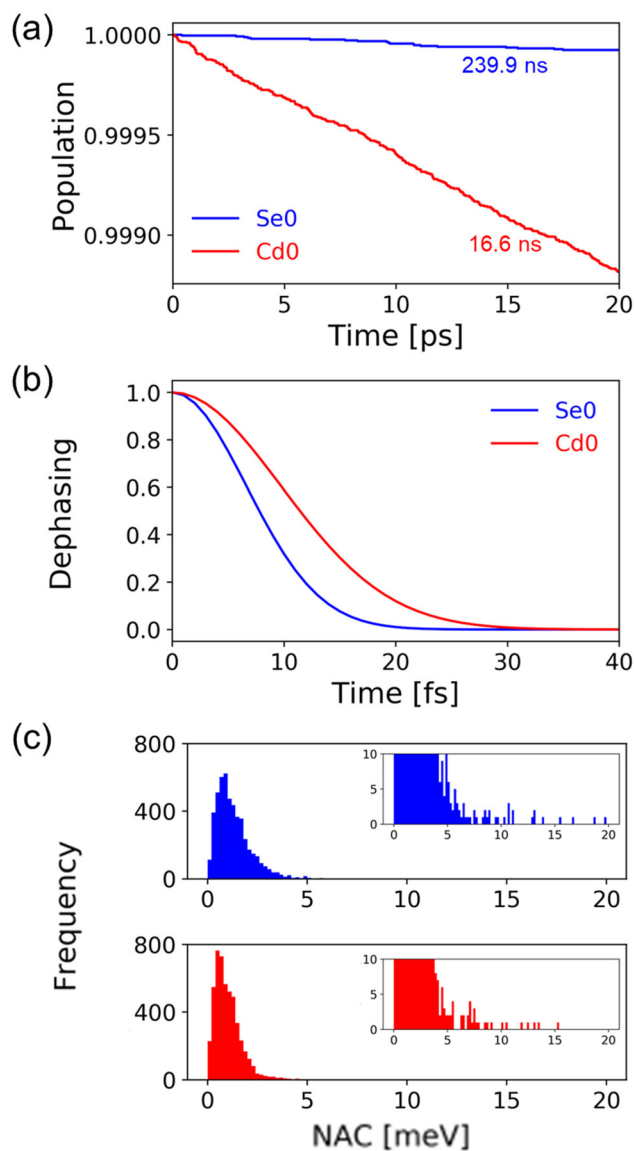 (a)
1.0000
239.9 ns
0.9995
Population
Se0
0.9990
Cd0
16.6 ns
0 5 10 15 20
Time [ps]
(b)
1.0
Se0
0.8
Cd0
0.6
Dephasing
0.4
0.2
0.0
0 10 20 30 40
Time [fs]
(c)
800
10
5
400
0
0 5 10 15 20
0
0 5 10 15 20
Frequency
800
10
5
400
0
0 5 10 15 20
0
0 5 10 15 20
NAC [meV]